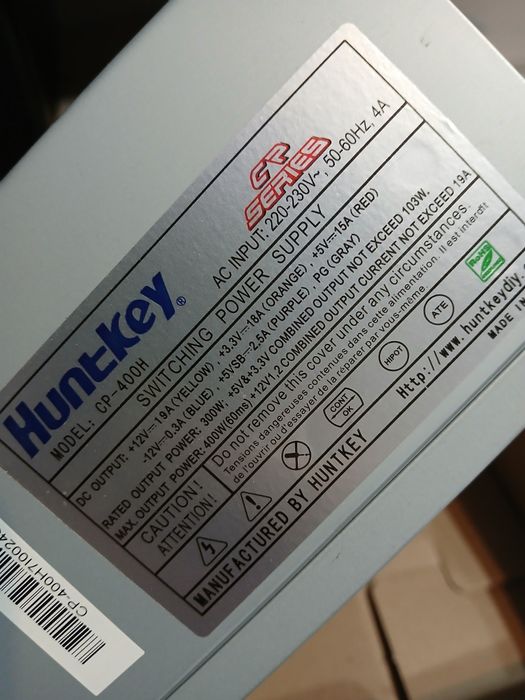 Huntkey®
CP SERIES
MODEL: CP-400H
AC INPUT: 220-230V~, 50-60Hz, 4A
SWITCHING POWER SUPPLY
DC OUTPUT: +12V⎓19A(YELLOW), +3.3V⎓18A(ORANGE), +5V⎓15A(RED)
-12V⎓0.3A(BLUE), +5VSB⎓2.5A(PURPLE), PG(GRAY)
RATED OUTPUT POWER: 300W; +5V&+3.3V COMBINED OUTPUT NOT EXCEED 103W.
MAX. OUTPUT POWER: 400W(60ms) +12V1.2 COMBINED OUTPUT CURRENT NOT EXCEED 19A
CAUTION! Do not remove this cover under any circumstances.
ATTENTION! Tensions dangereuses contenues dans cette alimentation. Il est interdit
de l'ouvrir ou d'essayer de la réparer par vous-même.
CONT. OK
HIPOT
ATE
RoHS
MANUFACTURED BY HUNTKEY
Http://www.huntkeydiy.
MADE